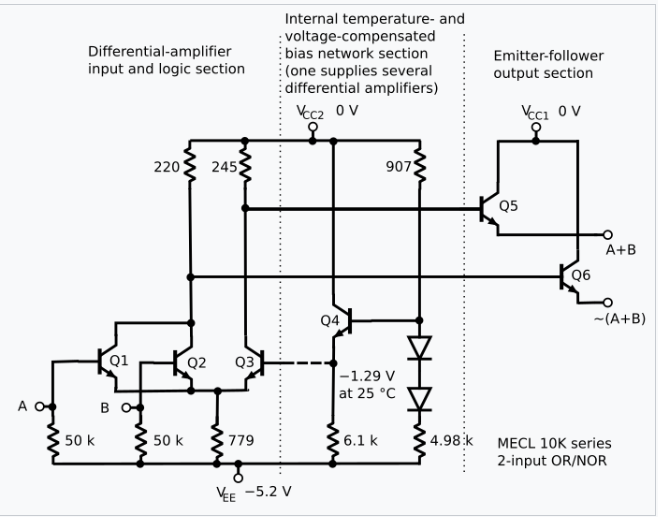 Internal temperature- and
voltage-compensated
bias network section
(one supplies several
differential amplifiers)
Differential-amplifier
input and logic section
Emitter-follower
output section
VCC2 0 V
VCC1 0 V
220
245
907
Q5
A+B
Q6
~(A+B)
Q4
Q1
Q2
Q3
−1.29 V
at 25 °C
A
B
50 k
50 k
779
6.1 k
4.98 k
MECL 10K series
2-input OR/NOR
VEE −5.2 V